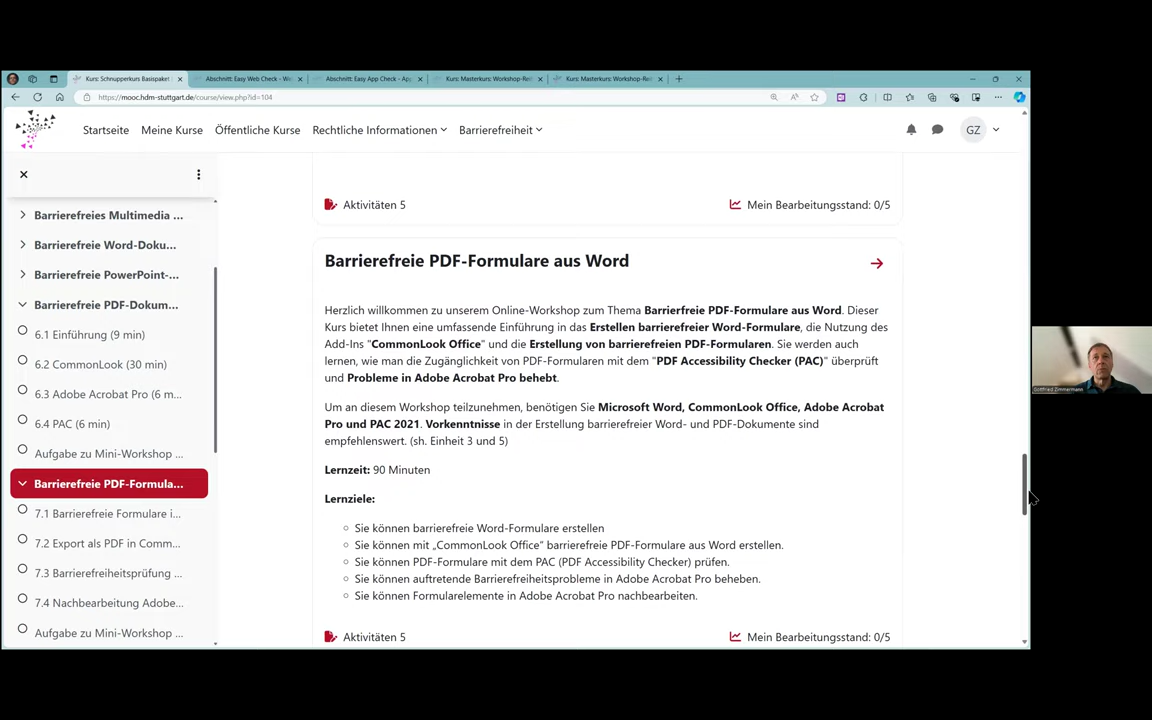 Kurs: Schnupperkurs Basispaket
Abschnitt: Easy Web Check - We
Abschnitt: Easy App Check - App
Kurs: Masterkurs: Workshop-Rei
Kurs: Masterkurs: Workshop-Rei
https://mooc.hdm-stuttgart.de/course/view.php?id=104
Startseite Meine Kurse Öffentliche Kurse Rechtliche Informationen Barrierefreiheit GZ
Barrierefreies Multimedia ...
Barrierefreie Word-Doku...
Barrierefreie PowerPoint-...
Barrierefreie PDF-Dokum...
6.1 Einführung (9 min)
6.2 CommonLook (30 min)
6.3 Adobe Acrobat Pro (6 m...
6.4 PAC (6 min)
Aufgabe zu Mini-Workshop ...
Barrierefreie PDF-Formula...
7.1 Barrierefreie Formulare i...
7.2 Export als PDF in Comm...
7.3 Barrierefreiheitsprüfung ...
7.4 Nachbearbeitung Adobe...
Aufgabe zu Mini-Workshop ...
Aktivitäten 5 Mein Bearbeitungsstand: 0/5
Barrierefreie PDF-Formulare aus Word
Herzlich willkommen zu unserem Online-Workshop zum Thema Barrierfreie PDF-Formulare aus Word. Dieser
Kurs bietet Ihnen eine umfassende Einführung in das Erstellen barrierefreier Word-Formulare, die Nutzung des
Add-Ins "CommonLook Office" und die Erstellung von barrierefreien PDF-Formularen. Sie werden auch
lernen, wie man die Zugänglichkeit von PDF-Formularen mit dem "PDF Accessibility Checker (PAC)" überprüft
und Probleme in Adobe Acrobat Pro behebt.
Um an diesem Workshop teilzunehmen, benötigen Sie Microsoft Word, CommonLook Office, Adobe Acrobat
Pro und PAC 2021. Vorkenntnisse in der Erstellung barrierefreier Word- und PDF-Dokumente sind
empfehlenswert. (sh. Einheit 3 und 5)
Lernzeit: 90 Minuten
Lernziele:
Sie können barrierefreie Word-Formulare erstellen
Sie können mit „CommonLook Office" barrierefreie PDF-Formulare aus Word erstellen.
Sie können PDF-Formulare mit dem PAC (PDF Accessibility Checker) prüfen.
Sie können auftretende Barrierefreiheitsprobleme in Adobe Acrobat Pro beheben.
Sie können Formularelemente in Adobe Acrobat Pro nachbearbeiten.
Aktivitäten 5 Mein Bearbeitungsstand: 0/5
Gottfried Zimmermann